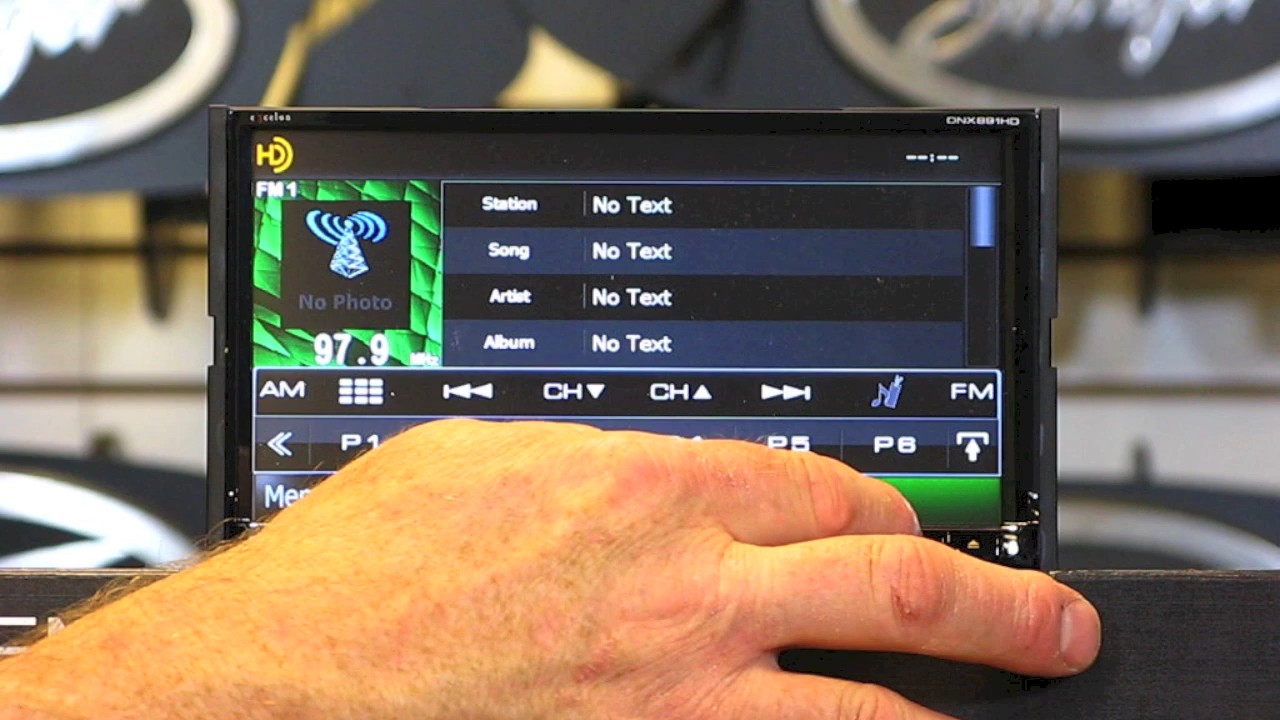 excelon DNX891HD
HD --:--
FM 1
Station No Text
Song No Text
No Photo
Artist No Text
97.9 MHz
Album No Text
AM CH▼ CH▲ FM
P1 P5 P6
Men